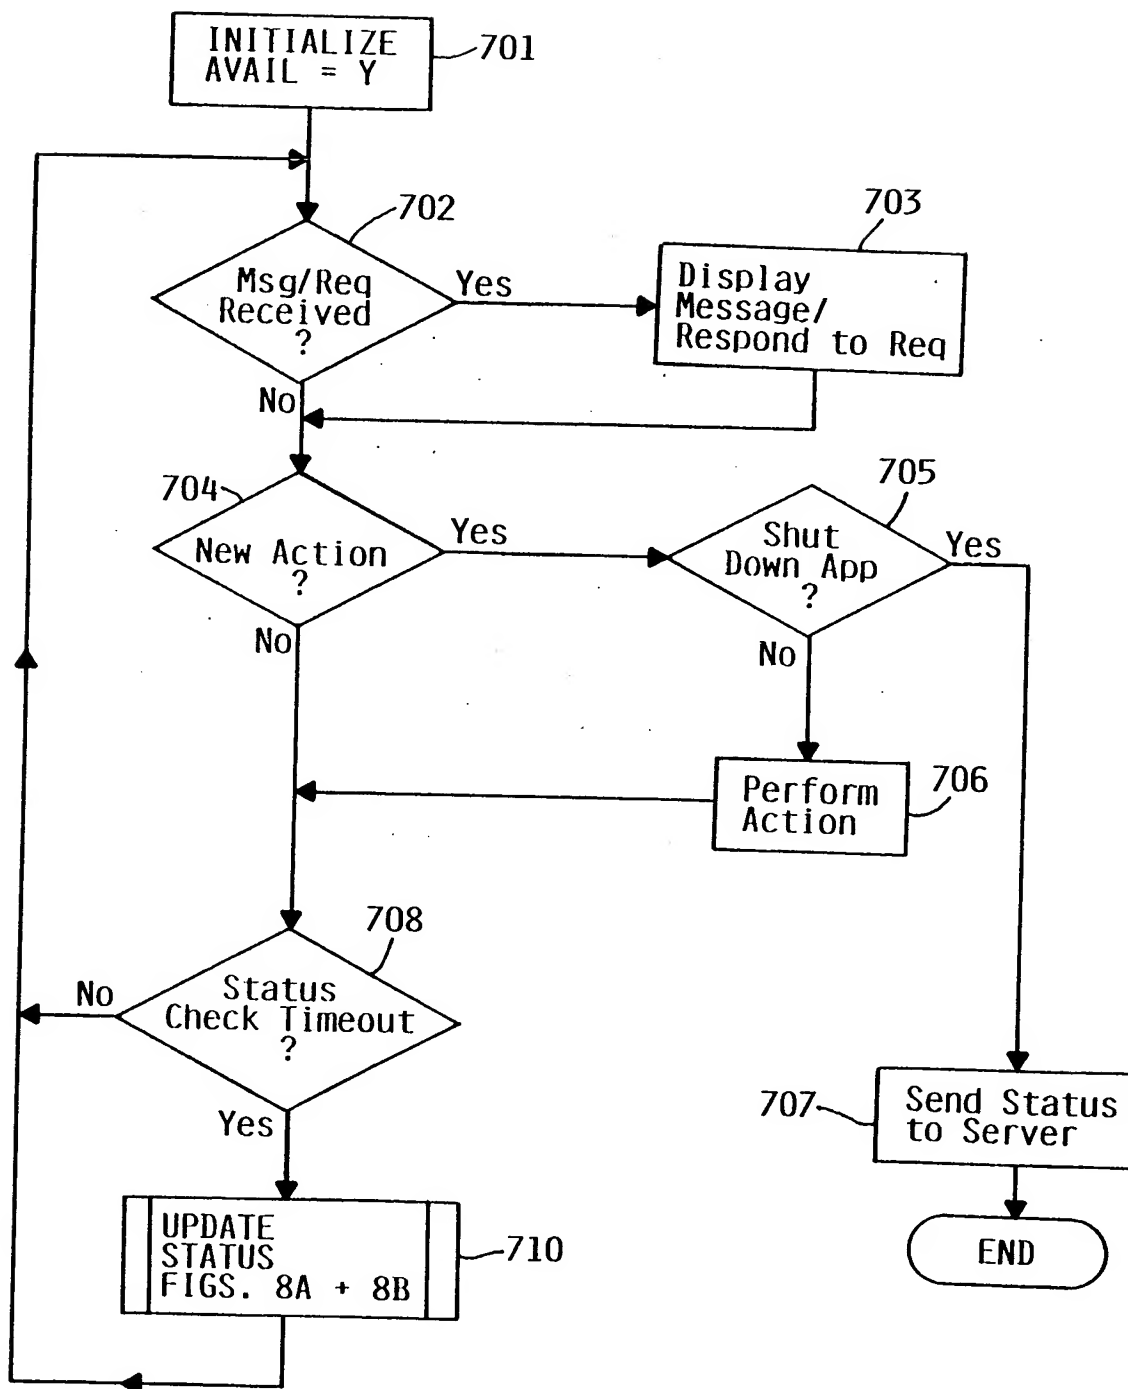 INITIALIZE
AVAIL = Y
701
702
Msg/Req
Received
?
Yes
No
703
Display
Message/
Respond to Req
704
New Action
?
Yes
No
705
Shut
Down App
?
Yes
No
Perform
Action
706
708
Status
Check Timeout
?
No
Yes
707
Send Status
to Server
UPDATE
STATUS
FIGS. 8A + 8B
710
END